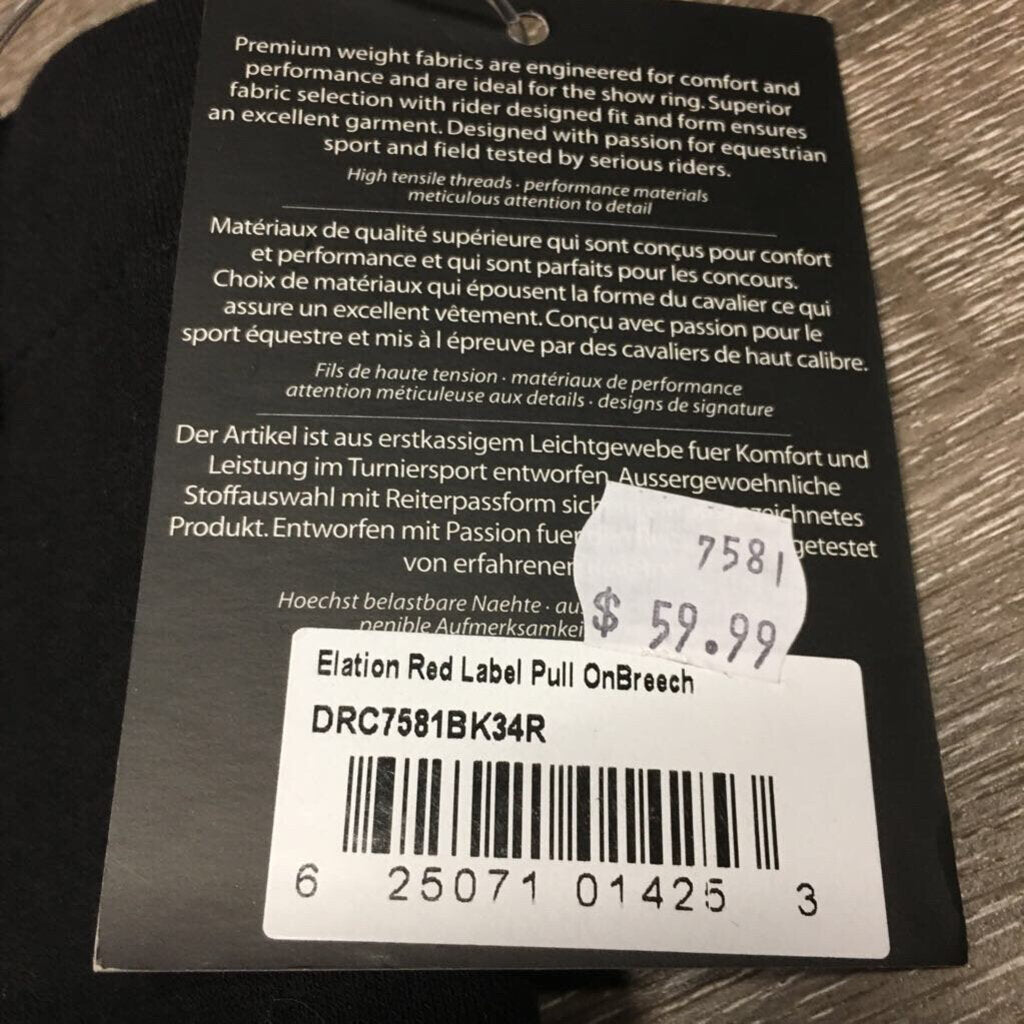 Premium weight fabrics are engineered for comfort and
performance and are ideal for the show ring. Superior
fabric selection with rider designed fit and form ensures
an excellent garment. Designed with passion for equestrian
sport and field tested by serious riders.
High tensile threads · performance materials
meticulous attention to detail
Matériaux de qualité supérieure qui sont conçus pour confort
et performance et qui sont parfaits pour les concours.
Choix de matériaux qui épousent la forme du cavalier ce qui
assure un excellent vêtement. Conçu avec passion pour le
sport équestre et mis à l épreuve par des cavaliers de haut calibre.
Fils de haute tension · matériaux de performance
attention méticuleuse aux details · designs de signature
Der Artikel ist aus erstkassigem Leichtgewebe fuer Komfort und
Leistung im Turniersport entworfen. Aussergewoehnliche
Stoffauswahl mit Reiterpassform
Produkt. Entworfen mit Passion getestet
von
Hoechst belastbare Naehte ·
penible
7581
$ 59.99
Elation Red Label Pull OnBreech
DRC7581BK34R
6 25071 01425 3